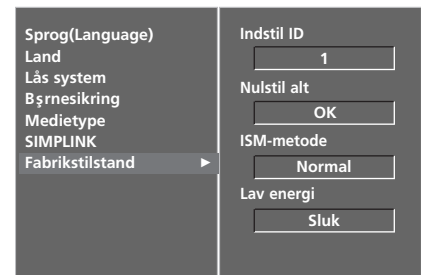 Sprog(Language)
Land
Lås system
Bşrnesikring
Medietype
SIMPLINK
Fabrikstilstand ►
Indstil ID
1
Nulstil alt
OK
ISM-metode
Normal
Lav energi
Sluk